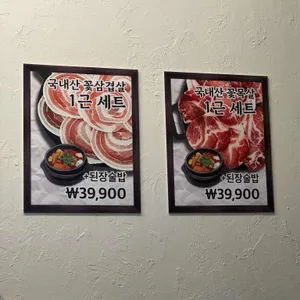 국내산 꽃삼겹살
1근 세트
+된장술밥
₩39,900
국내산 꽃목살
1근 세트
+된장술밥
₩39,900